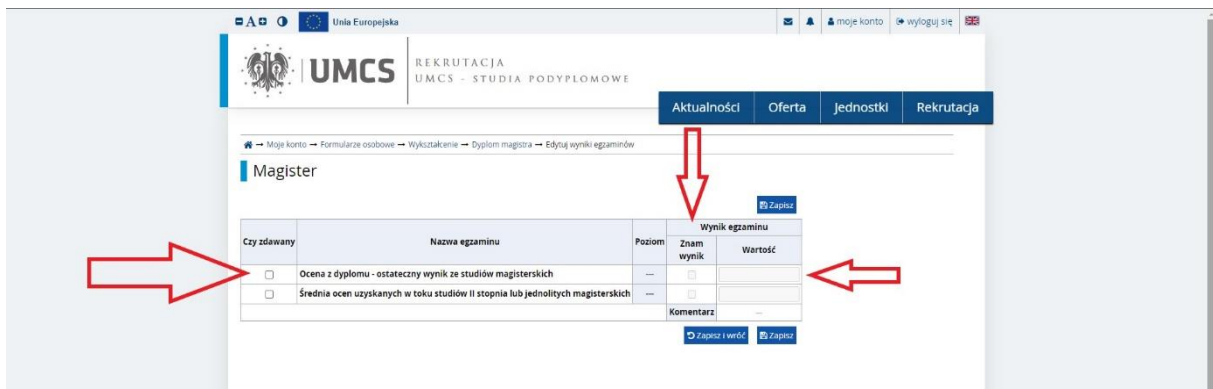 A Unia Europejska moje konto wyloguj się
UMCS
REKRUTACJA
UMCS - STUDIA PODYPLOMOWE
Aktualności Oferta Jednostki Rekrutacja
→ Moje konto → Formularze osobowe → Wykształcenie → Dyplom magistra → Edytuj wyniki egzaminów
Magister
Zapisz
Czy zdawany Nazwa egzaminu Poziom Wynik egzaminu
Znam wynik Wartość
Ocena z dyplomu - ostateczny wynik ze studiów magisterskich ---
Średnia ocen uzyskanych w toku studiów II stopnia lub jednolitych magisterskich ---
Komentarz ---
Zapisz i wróć Zapisz